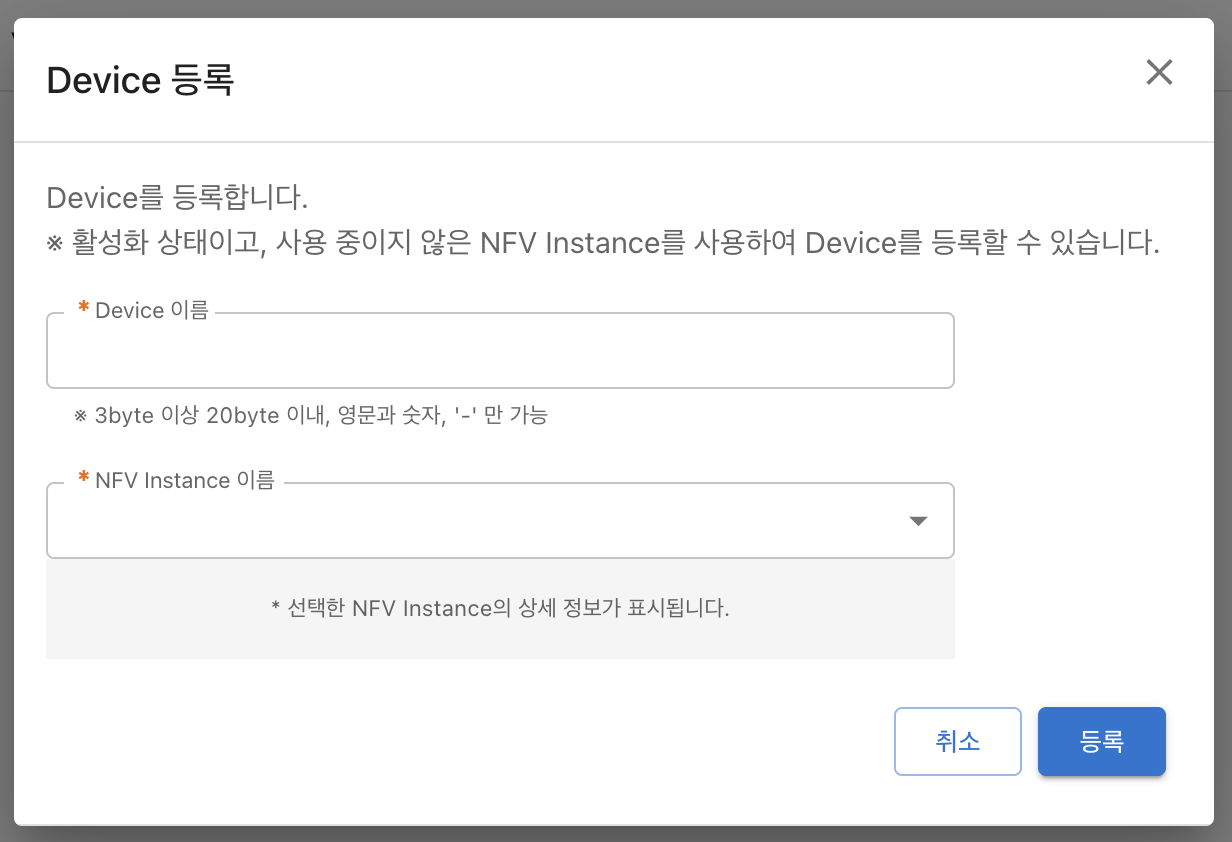 Device 등록
Device를 등록합니다.
※ 활성화 상태이고, 사용 중이지 않은 NFV Instance를 사용하여 Device를 등록할 수 있습니다.
* Device 이름
※ 3byte 이상 20byte 이내, 영문과 숫자, '-' 만 가능
* NFV Instance 이름
* 선택한 NFV Instance의 상세 정보가 표시됩니다.
취소
등록